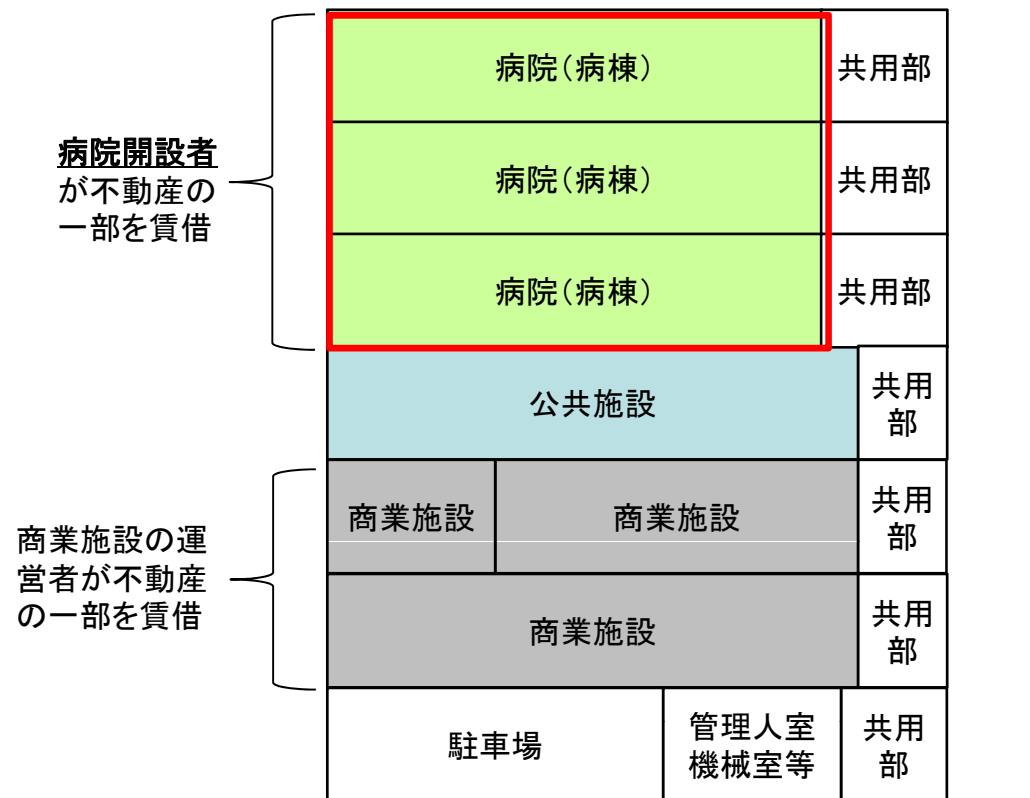 病院(病棟)
共用部
病院開設者
が不動産の
一部を賃借
病院(病棟)
共用部
病院(病棟)
共用部
公共施設
共用
部
商業施設
商業施設
共用
部
商業施設の運
営者が不動産
の一部を賃借
商業施設
共用
部
駐車場
管理人室
機械室等
共用
部